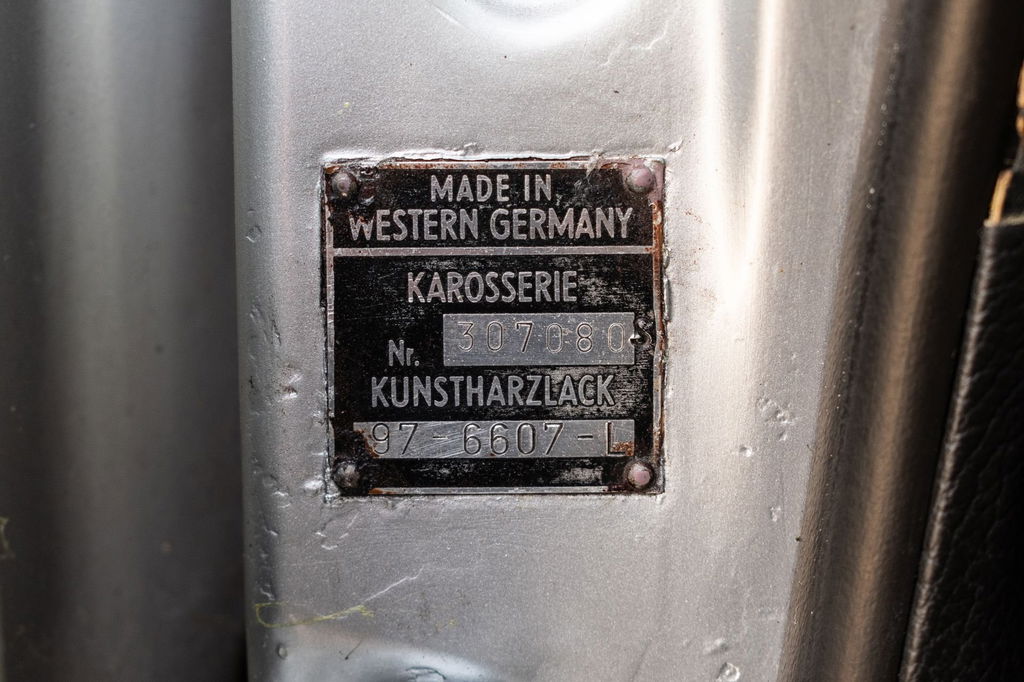 MADE IN
WESTERN GERMANY
KAROSSERIE
Nr. 307080
KUNSTHARZLACK
97-6607-L